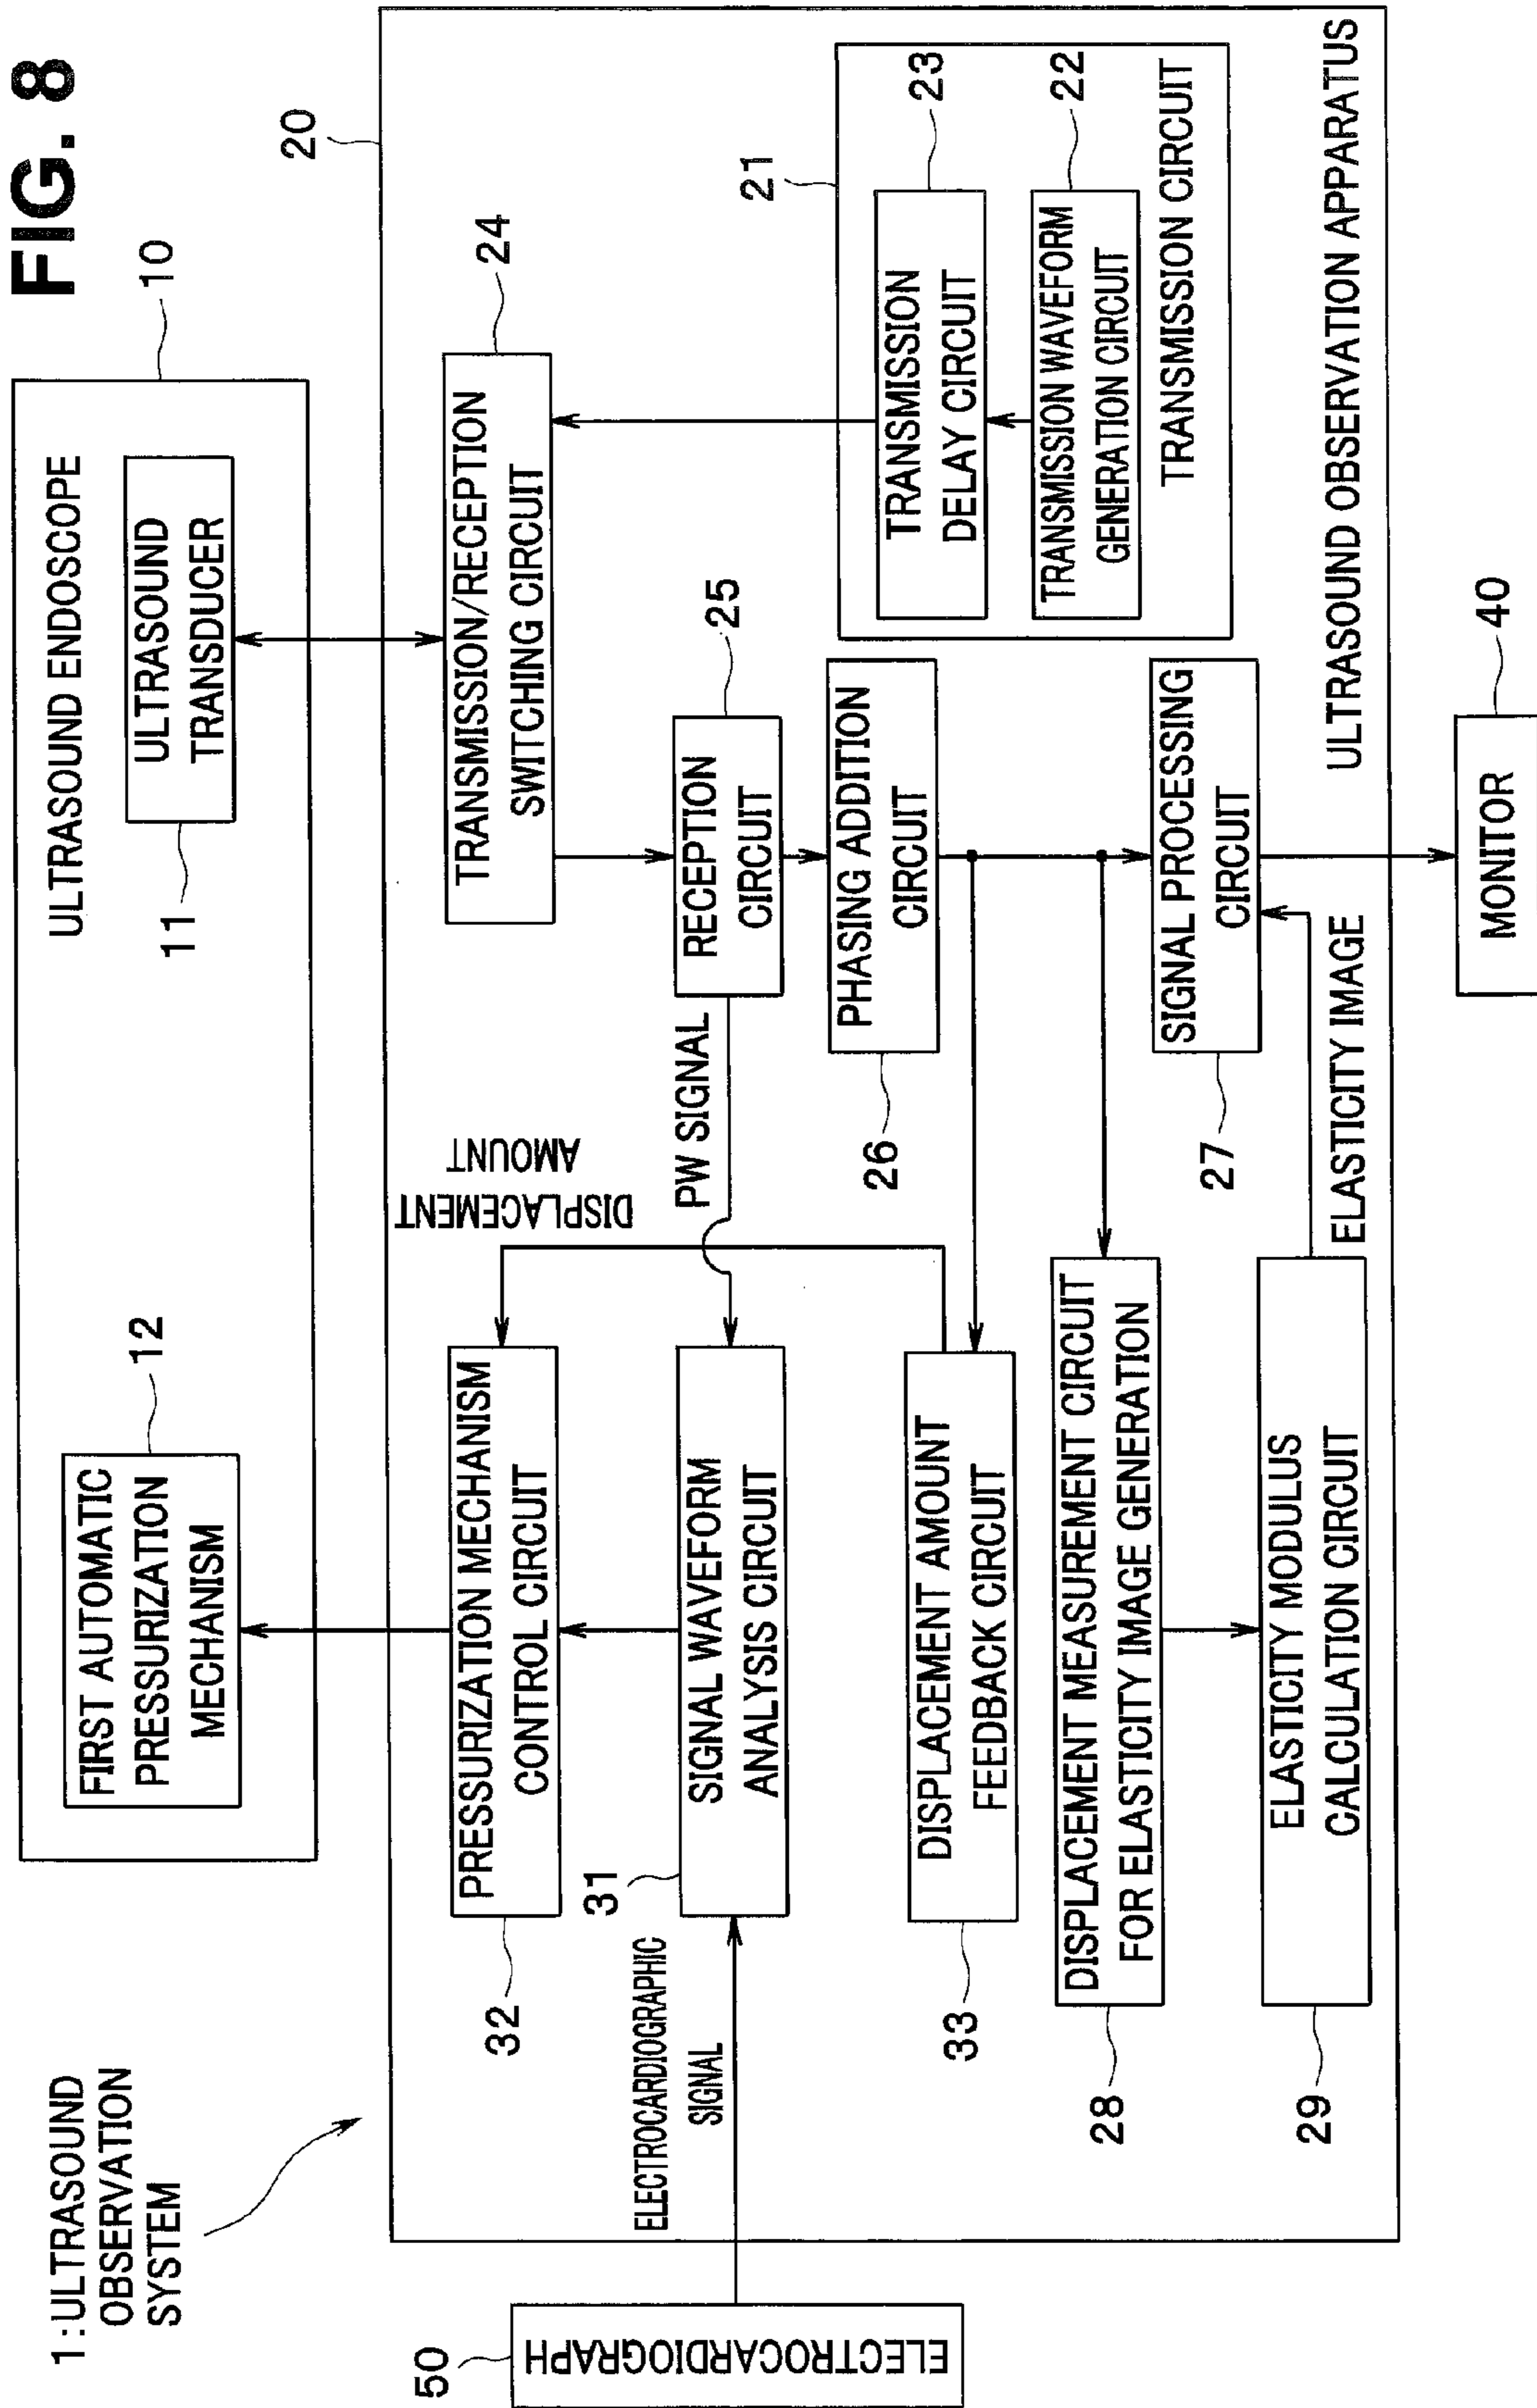 FIG. 8
1:ULTRASOUND
OBSERVATION
SYSTEM
10
ULTRASOUND ENDOSCOPE
FIRST AUTOMATIC
PRESSURIZATION
MECHANISM
12
ULTRASOUND
TRANSDUCER
11
20
PRESSURIZATION MECHANISM
CONTROL CIRCUIT
32
DISPLACEMENT
AMOUNT
TRANSMISSION/RECEPTION
SWITCHING CIRCUIT
24
50
ELECTROCARDIOGRAPH
ELECTROCARDIOGRAPHIC
SIGNAL
31
SIGNAL WAVEFORM
ANALYSIS CIRCUIT
PW SIGNAL
RECEPTION
CIRCUIT
25
21
TRANSMISSION
DELAY CIRCUIT
23
TRANSMISSION WAVEFORM
GENERATION CIRCUIT
22
TRANSMISSION CIRCUIT
DISPLACEMENT AMOUNT
FEEDBACK CIRCUIT
33
PHASING ADDITION
CIRCUIT
26
DISPLACEMENT MEASUREMENT CIRCUIT
FOR ELASTICITY IMAGE GENERATION
28
SIGNAL PROCESSING
CIRCUIT
27
ELASTICITY MODULUS
CALCULATION CIRCUIT
29
ELASTICITY IMAGE
ULTRASOUND OBSERVATION APPARATUS
MONITOR
40